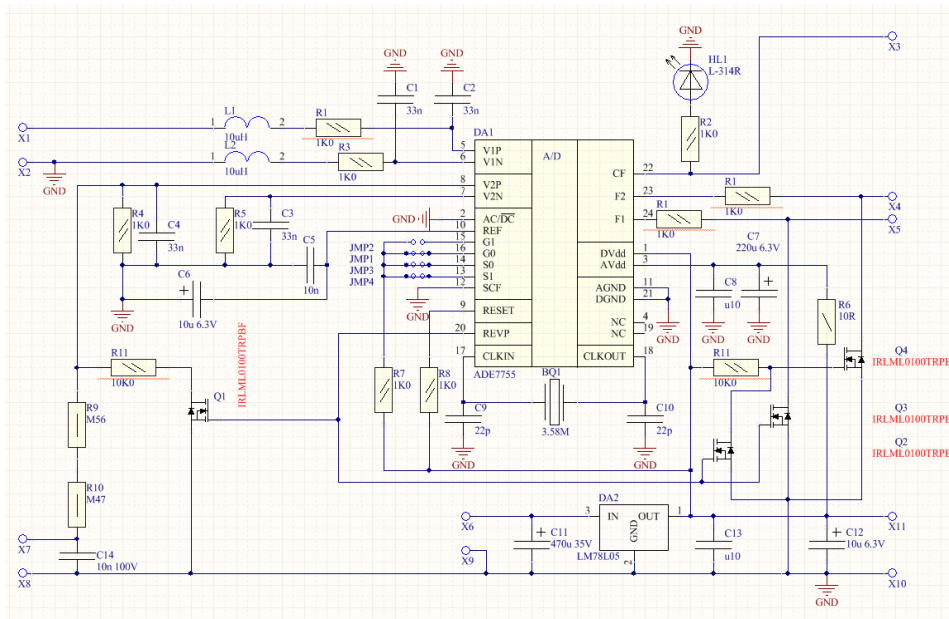 GND
GND
GND
X3
HL1
L-314R
C1
33n
C2
33n
L1
1
2
10uH
R1
1K0
X1
DA1
R2
1K0
L2
1
2
10uH
R3
1K0
X2
GND
5
V1P
6
V1N
A/D
CF
22
8
V2P
7
V2N
F2
23
R1
1K0
X4
R4
1K0
C4
33n
R5
1K0
C3
33n
GND
2
AC/DC
10
REF
F1
24
R1
1K0
X5
C5
10n
JMP2
JMP1
JMP3
JMP4
15
G1
16
G0
14
S0
13
S1
12
SCF
C7
220u 6.3V
DVdd
1
AVdd
3
C6
10u 6.3V
GND
GND
AGND
11
DGND
21
GND
C8
u10
GND
GND
R6
10R
9
RESET
NC
4
NC
19
20
REVP
17
CLKIN
CLKOUT
18
ADE7755
R11
10K0
IRLML0100TRPBF
Q1
R7
1K0
R8
1K0
BQ1
3.58M
R11
10K0
Q4
IRLML0100TRPE
R9
M56
C9
22p
GND
C10
22p
GND
Q3
IRLML0100TRPE
Q2
IRLML0100TRPE
R10
M47
DA2
X6
3
IN
OUT
1
GND
2
LM78L05
X11
X7
C14
10n 100V
X9
C11
470u 35V
C13
u10
C12
10u 6.3V
X8
X10
GND